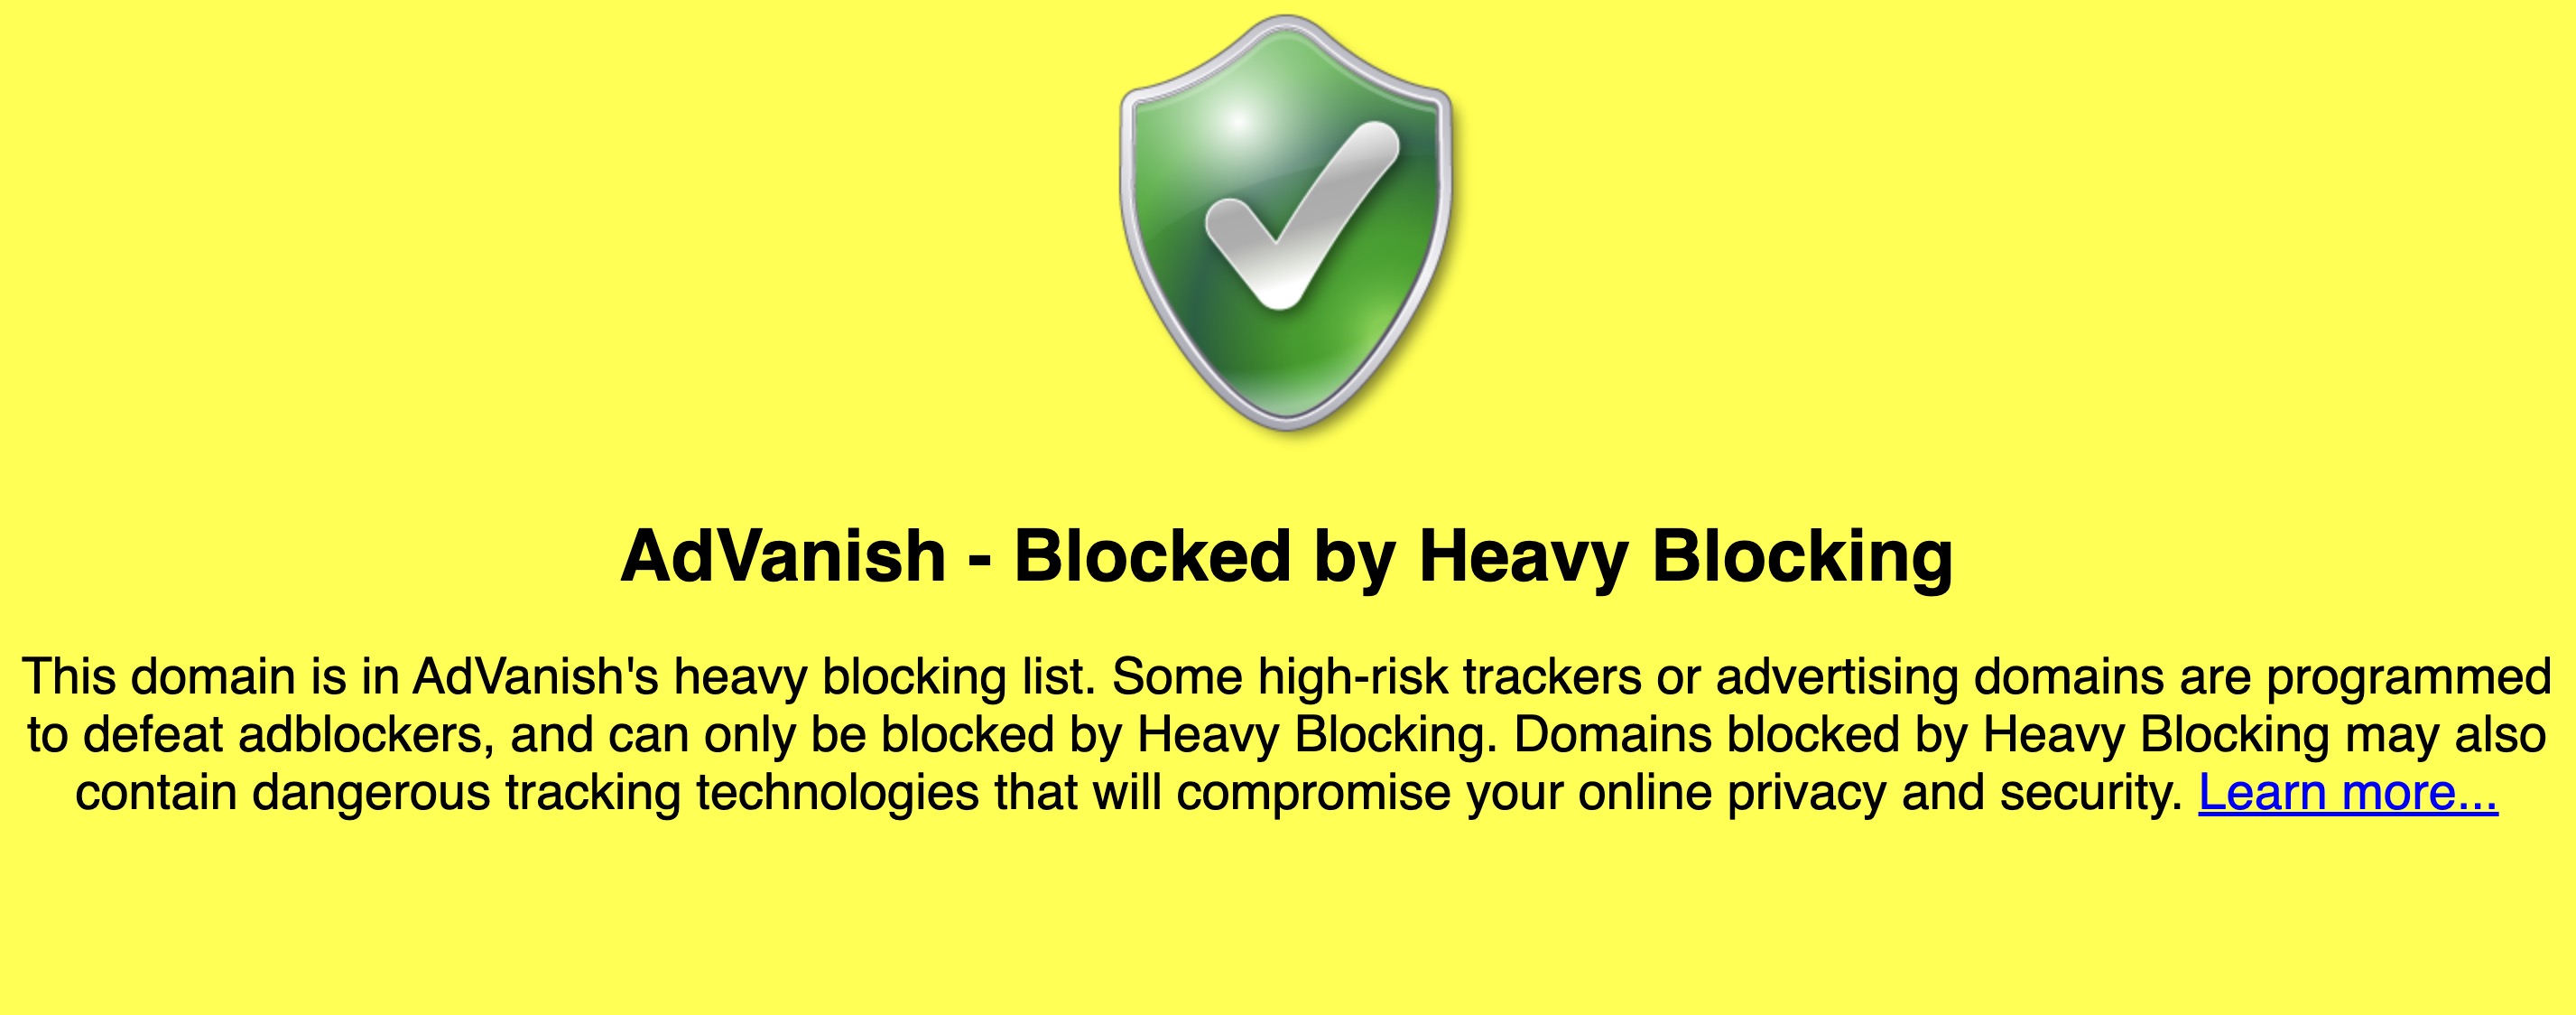 AdVanish - Blocked by Heavy Blocking
This domain is in AdVanish's heavy blocking list. Some high-risk trackers or advertising domains are programmed
to defeat adblockers, and can only be blocked by Heavy Blocking. Domains blocked by Heavy Blocking may also
contain dangerous tracking technologies that will compromise your online privacy and security. Learn more...